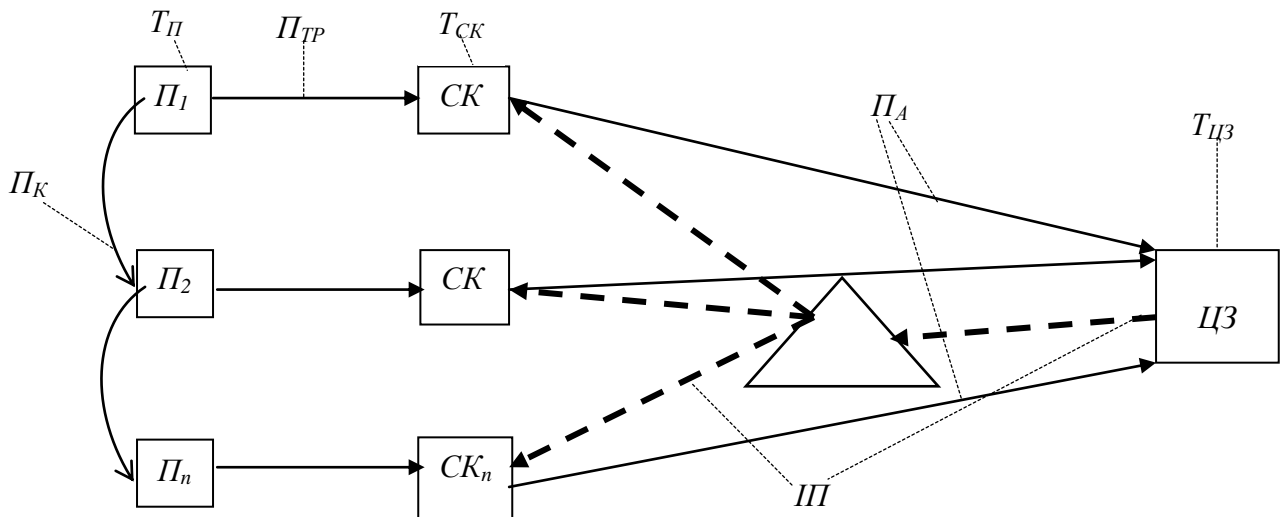 Т_П П_ТР Т_СК
П_1 СК П_А Т_ЦЗ
П_К
П_2 СК ЦЗ
П_n СК_n ІП